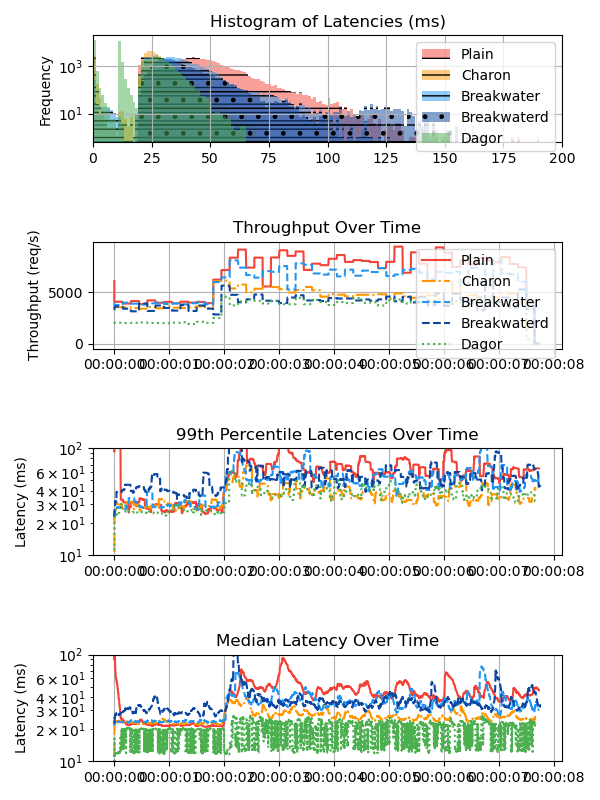 Histogram of Latencies (ms)
Frequency
10³
10¹
Plain
Charon
Breakwater
Breakwaterd
Dagor
0 25 50 75 100 125 150 175 200
Throughput Over Time
Throughput (req/s)
5000
0
Plain
Charon
Breakwater
Breakwaterd
Dagor
00:00:00 00:00:01 00:00:02 00:00:03 00:00:04 00:00:05 00:00:06 00:00:07 00:00:08
99th Percentile Latencies Over Time
Latency (ms)
10²
6 × 10¹
4 × 10¹
3 × 10¹
2 × 10¹
10¹
00:00:00 00:00:01 00:00:02 00:00:03 00:00:04 00:00:05 00:00:06 00:00:07 00:00:08
Median Latency Over Time
Latency (ms)
10²
6 × 10¹
4 × 10¹
3 × 10¹
2 × 10¹
10¹
00:00:00 00:00:01 00:00:02 00:00:03 00:00:04 00:00:05 00:00:06 00:00:07 00:00:08